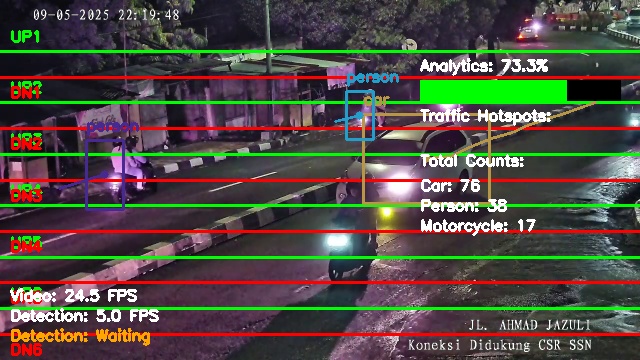 09-05-2025 22:19:48
UP1
person
Analytics: 73.3%
DN1
car
Traffic Hotspots:
person
DN2
Total Counts:
Car: 76
DN3
Person: 38
Motorcycle: 17
Video: 24.5 FPS
Detection: 5.0 FPS
Detection: Waiting
DN6
JL. AHMAD JAZULI
Koneksi Didukung CSR SSN